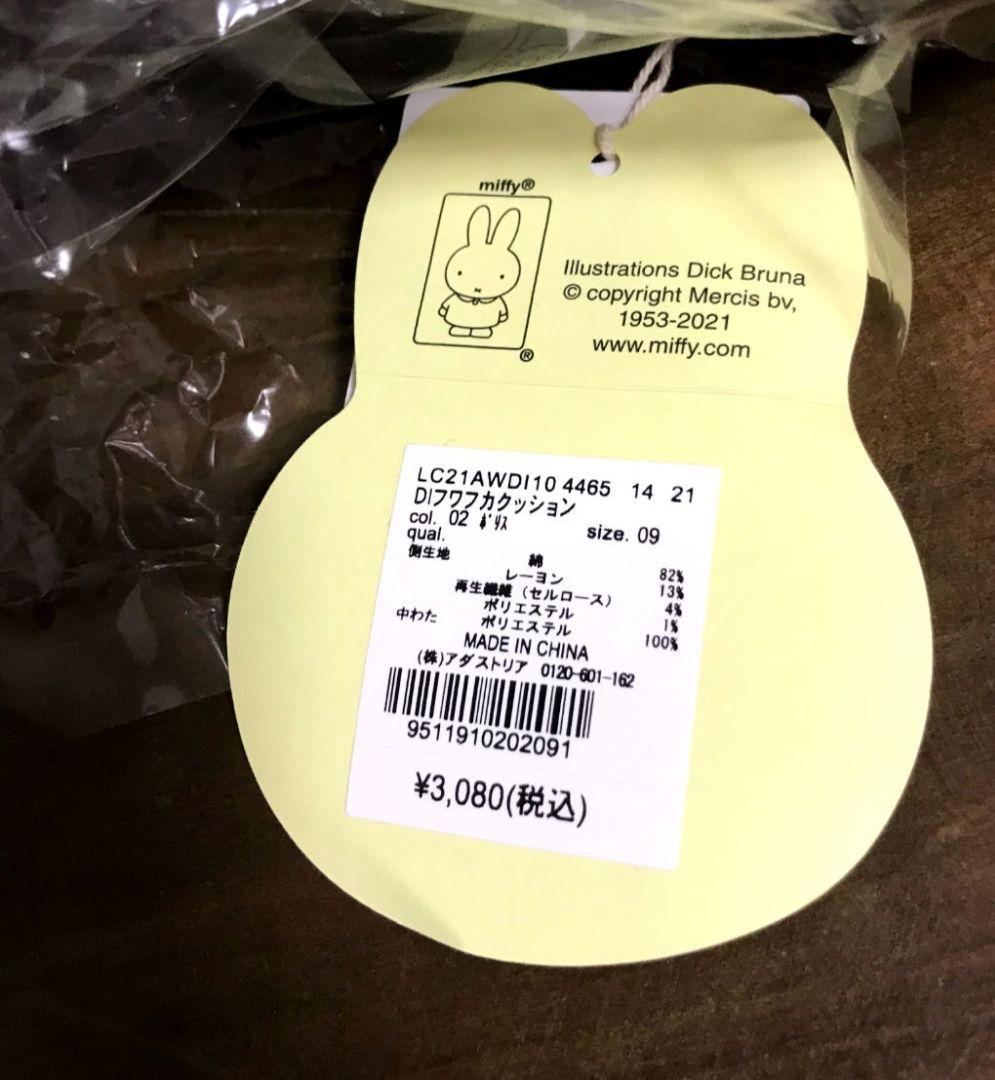 miffy®
®
Illustrations Dick Bruna
© copyright Mercis bv,
1953-2021
www.miffy.com
LC21AWDI10 4465 14 21
DIフワフカクッション
col. 02 ﾎﾞﾘｽ size. 09
qual.
側生地 綿 82%
レーヨン 13%
再生繊維(セルロース) 4%
ポリエステル 1%
中わた ポリエステル 100%
MADE IN CHINA
(株)アダストリア 0120-601-162
9511910202091
¥3,080(税込)